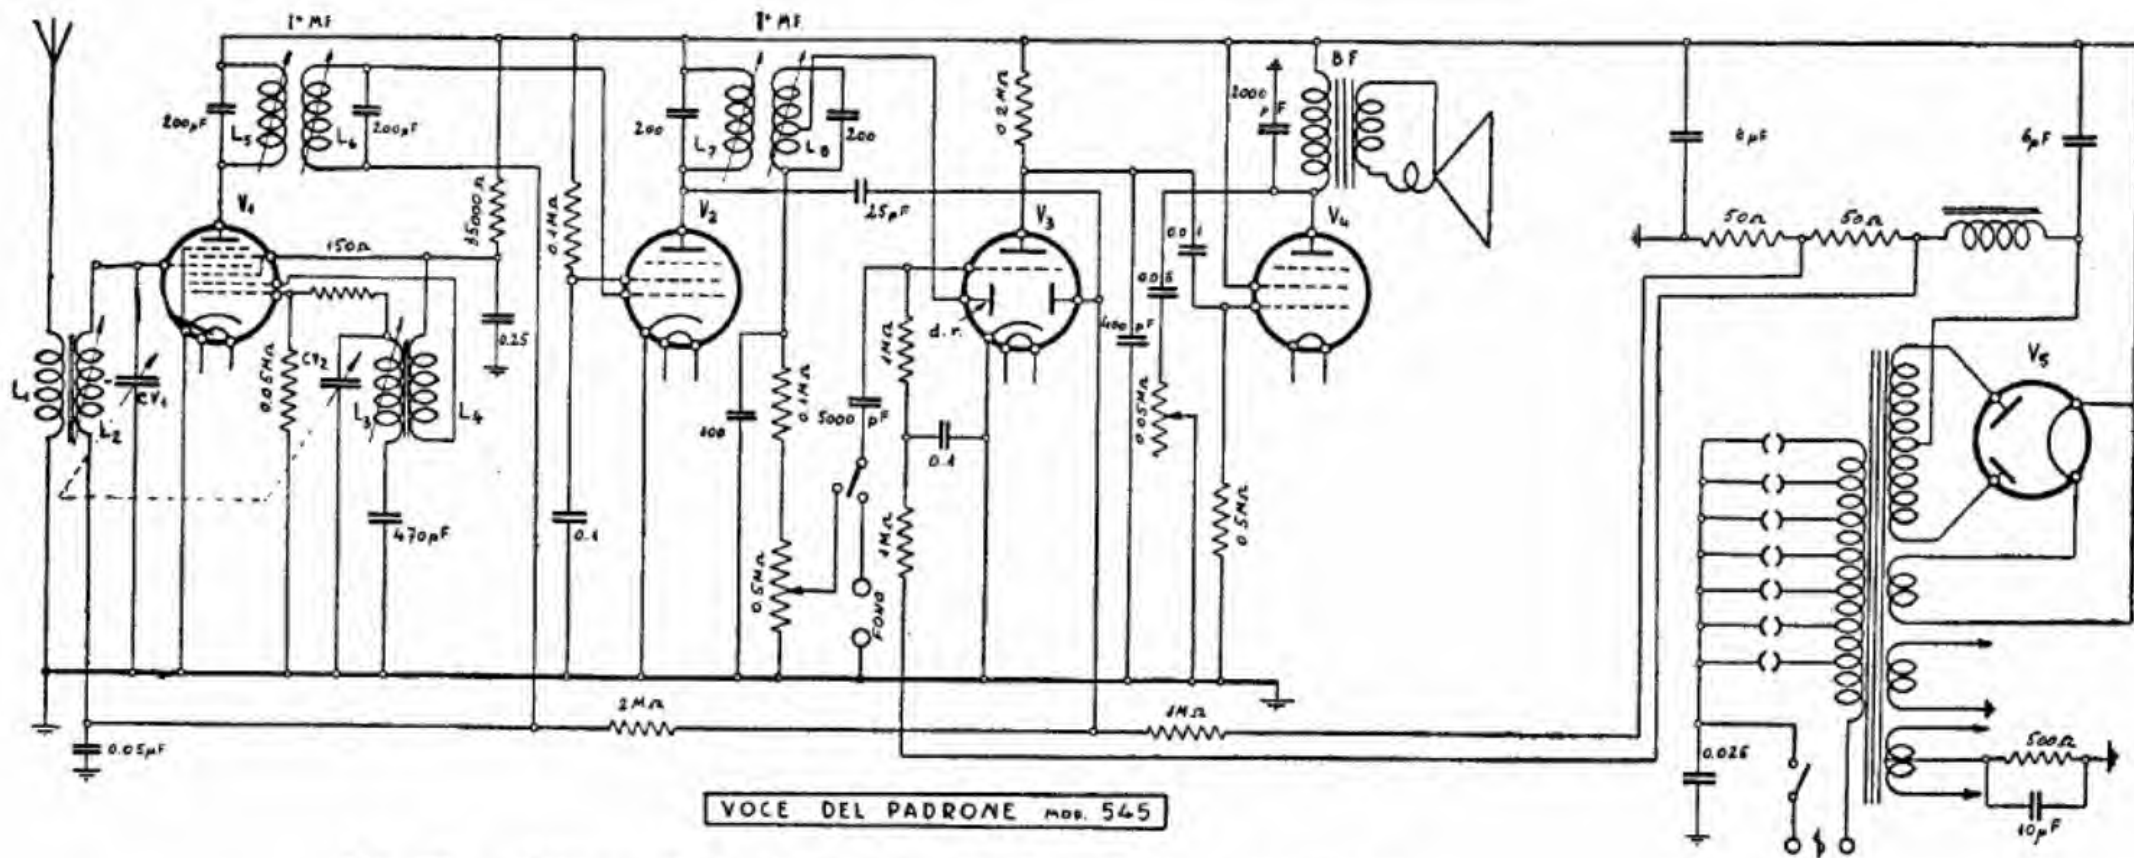 1ª MF.
2ª MF.
BF
200pF
L5
L6
200pF
35000Ω
0.1MΩ
200
L7
L8
200
0.2MΩ
2000 pF
8µF
8µF
V1
150Ω
V2
25pF
V3
0.01
V4
50Ω
50Ω
0.05MΩ
CV2
0.25
d.r.
400pF
0.05
V5
L1
L2
CV1
L3
L4
100
0.1MΩ
5000 pF
1MΩ
0.1
0.05MΩ
470pF
0.1
0.5MΩ
FONO
1MΩ
0.5MΩ
2MΩ
1MΩ
0.05µF
0.025
500Ω
10µF
VOCE DEL PADRONE MOD. 545